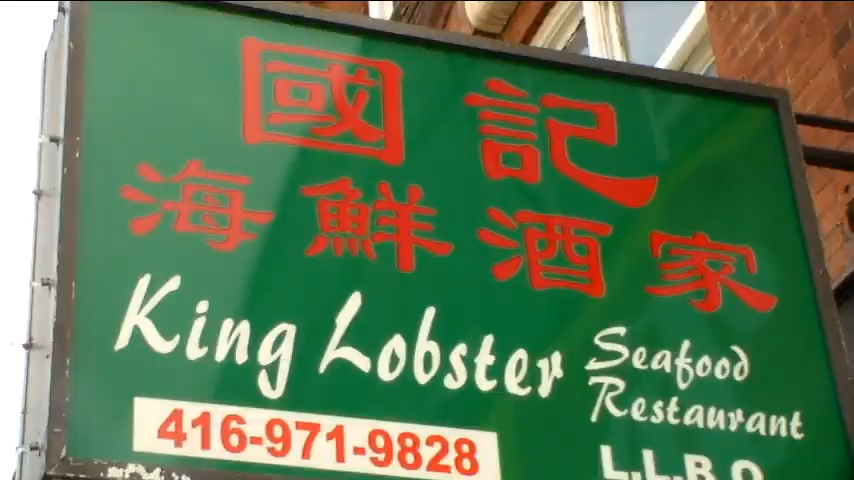 國記
海鮮酒家
King Lobster Seafood Restaurant
416-971-9828
L.L.B.O